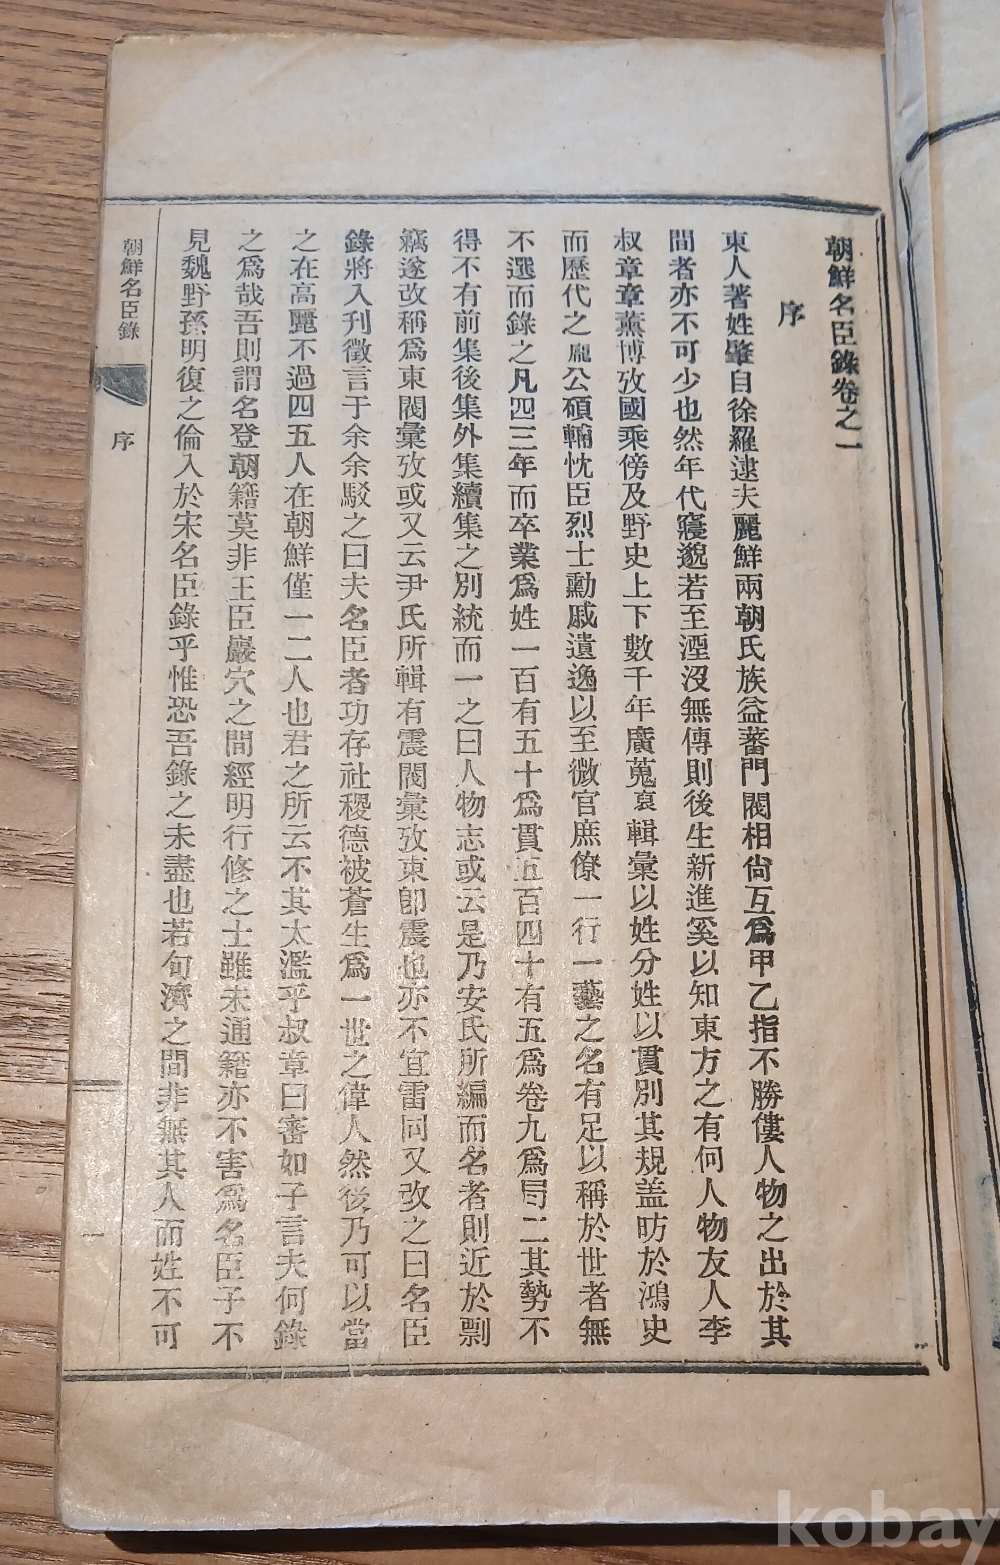 朝鮮名臣錄卷之一
序
東人著姓肇自徐羅逮夫麗鮮兩朝氏族益蕃門閥相尙互爲甲乙指不勝僂人物之出於其
間者亦不可少也然年代寢邈若至湮沒無傳則後生新進奚以知東方之有何人物友人李
叔章章薰博攷國乘傍及野史上下數千年廣蒐裒輯彙以姓分姓以貫別其規盖昉於鴻史
而歷代之龐公碩輔忱臣烈士勳戚遺逸以至微官庶僚一行一藝之名有足以稱於世者無
不選而錄之凡四三年而卒業爲姓一百有五十爲貫五百四十有五爲卷九爲局二其勢不
得不有前集後集外集續集之別統而一之曰人物志或云是乃安氏所編而名者則近於剽
竊遂改稱爲東閥彙攷或又云尹氏所輯有震閥彙攷東卽震也亦不宜雷同又改之曰名臣
錄將入刊徵言于余余駁之曰夫名臣者功存社稷德被蒼生爲一世之偉人然後乃可以當
之在高麗不過四五人在朝鮮僅一二人也君之所云不其太濫乎叔章曰審如子言夫何錄
之爲哉吾則謂名登朝籍莫非王臣巖穴之間經明行修之士雖未通籍亦不害爲名臣子不
見魏野孫明復之倫入於宋名臣錄乎惟恐吾錄之未盡也若句濟之間非無其人而姓不可
朝鮮名臣錄
序
一
kobay